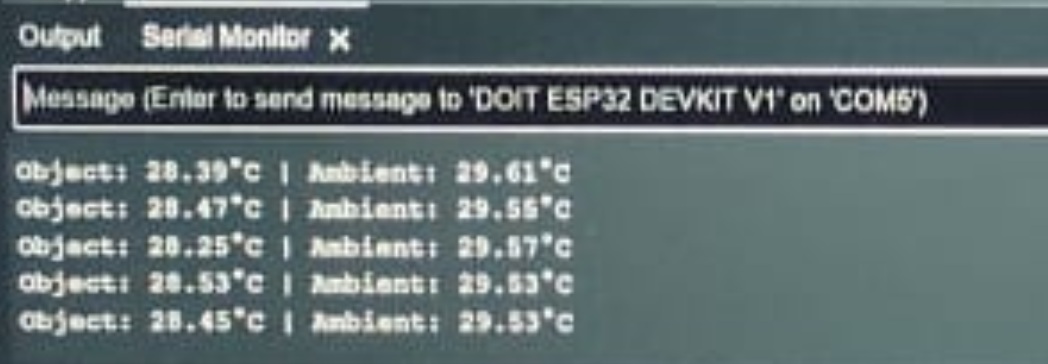 Output Serial Monitor ×
Message (Enter to send message to 'DOIT ESP32 DEVKIT V1' on 'COM5')
Object: 28.39°C | Ambient: 29.61°C
Object: 28.47°C | Ambient: 29.55°C
Object: 28.25°C | Ambient: 29.57°C
Object: 28.53°C | Ambient: 29.53°C
Object: 28.45°C | Ambient: 29.53°C